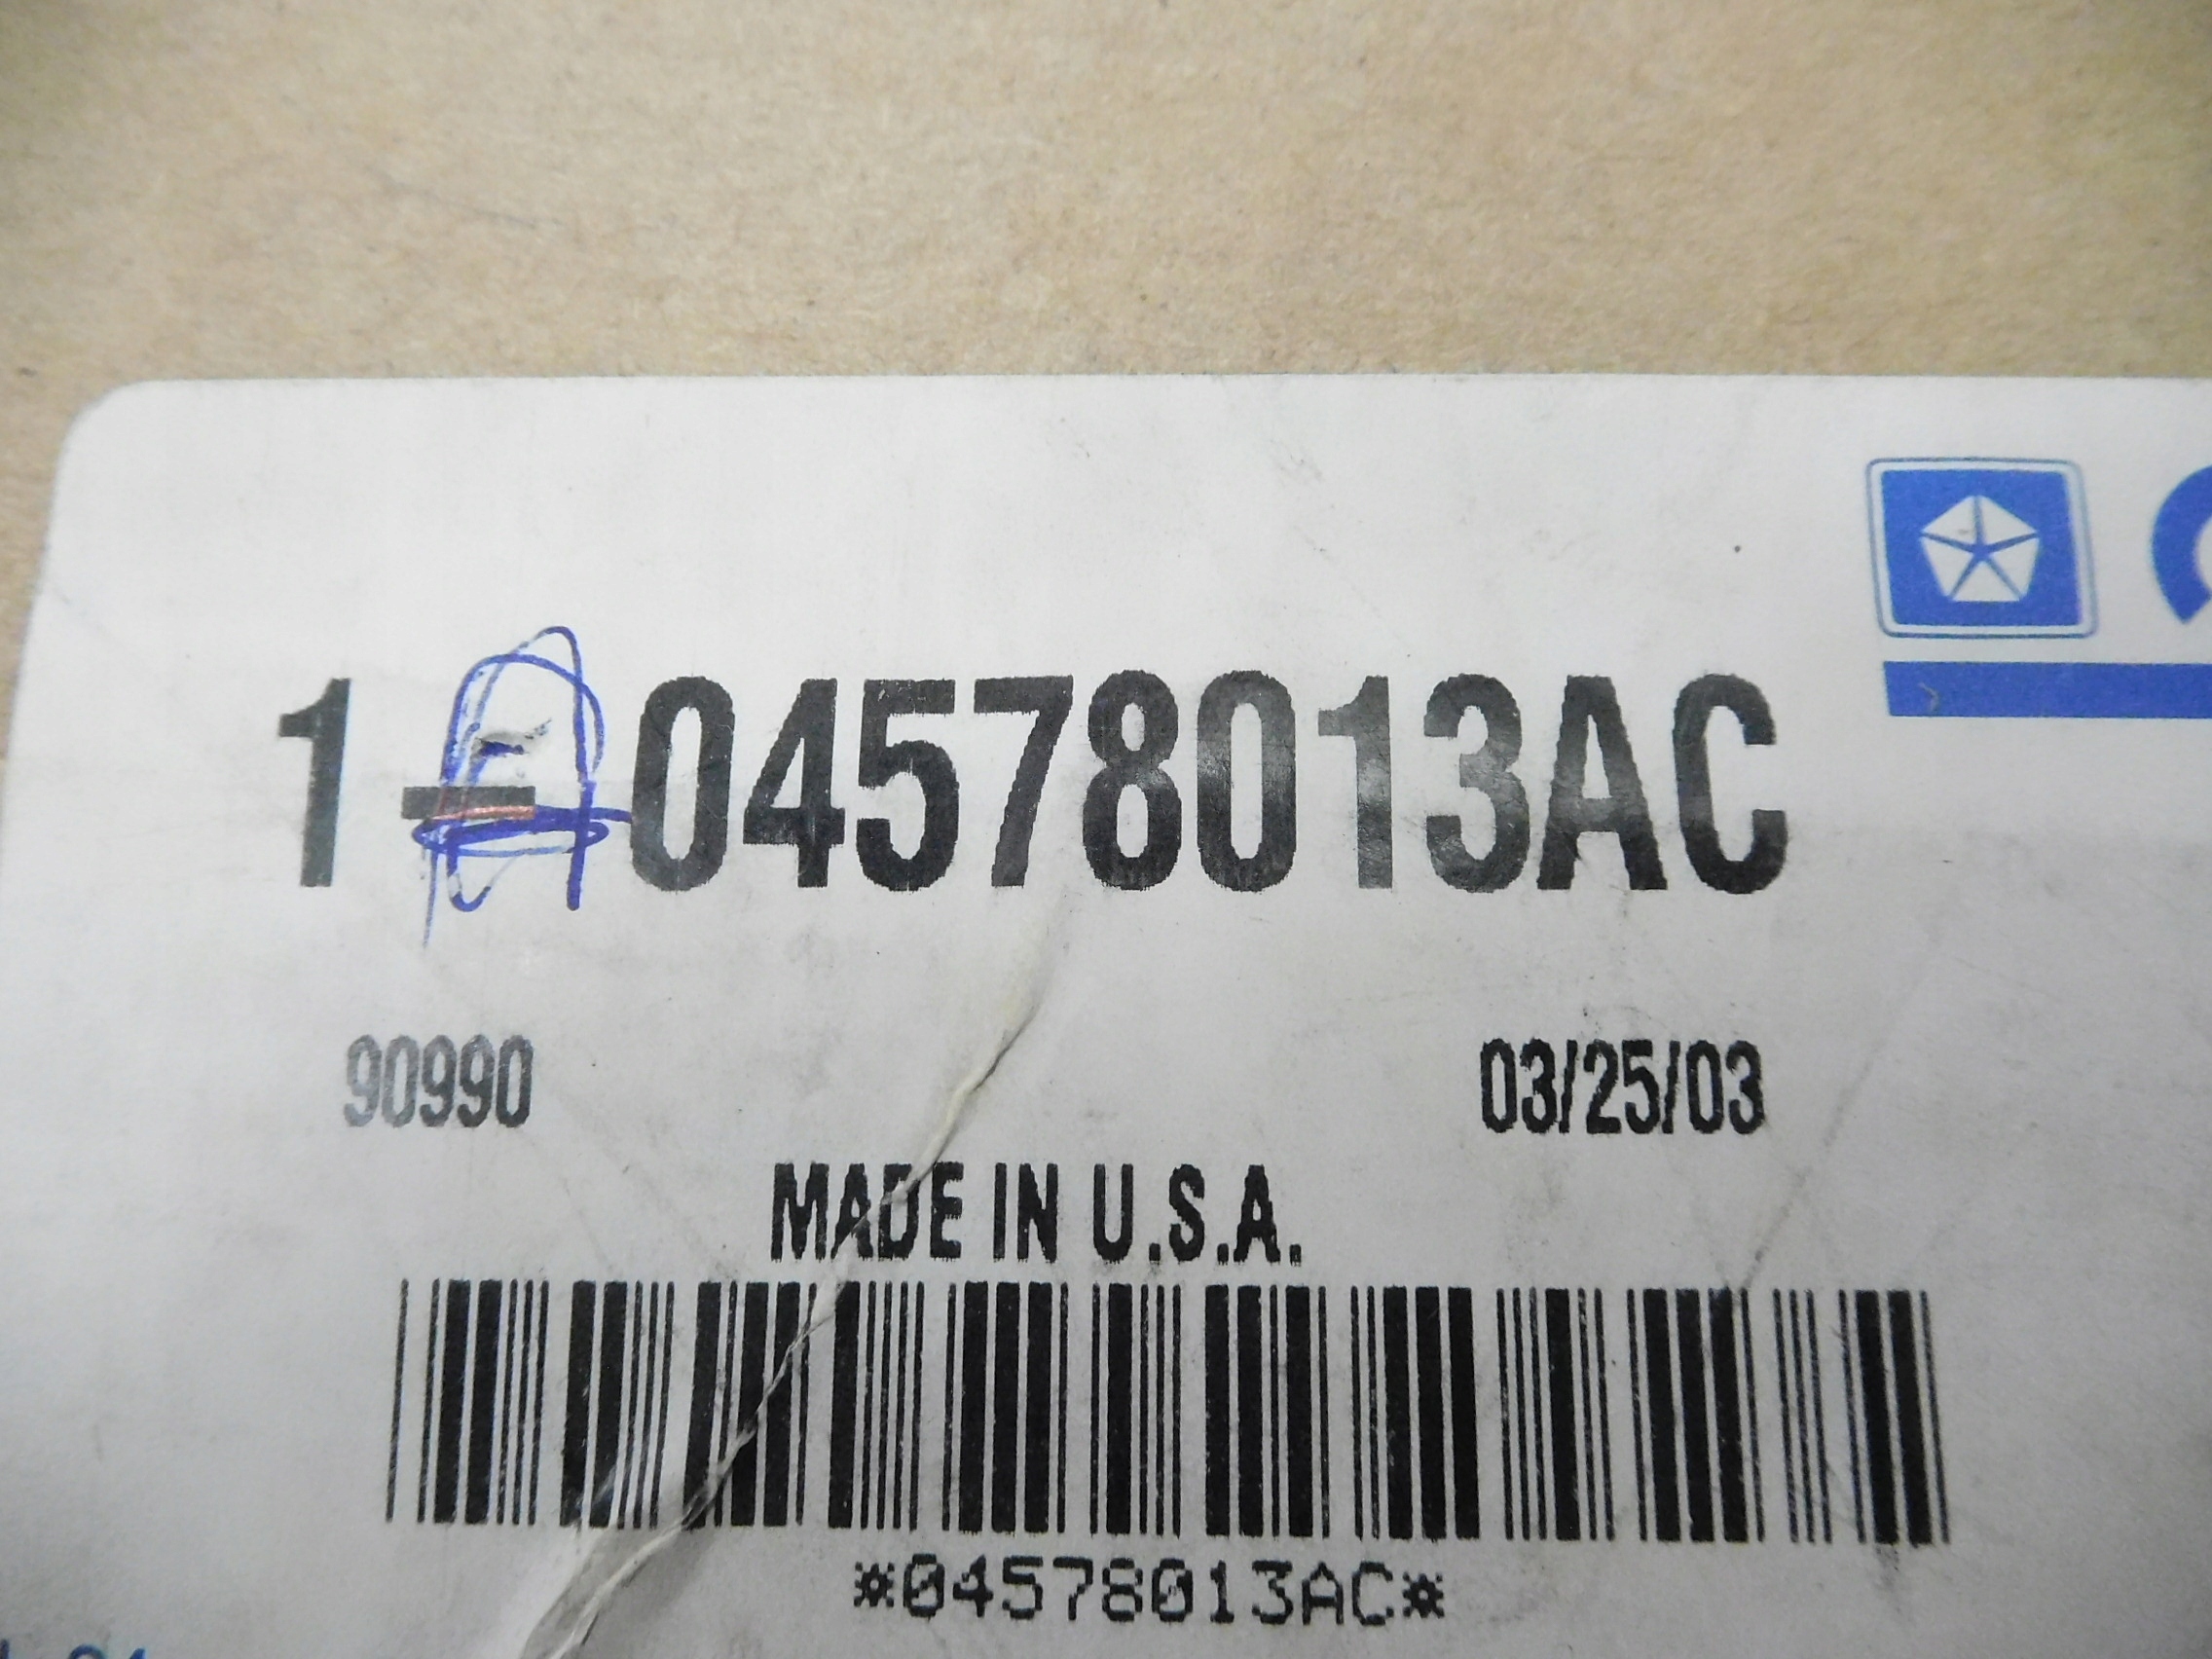 1 - 04578013AC
90990 03/25/03
MADE IN U.S.A.
*04578013AC*